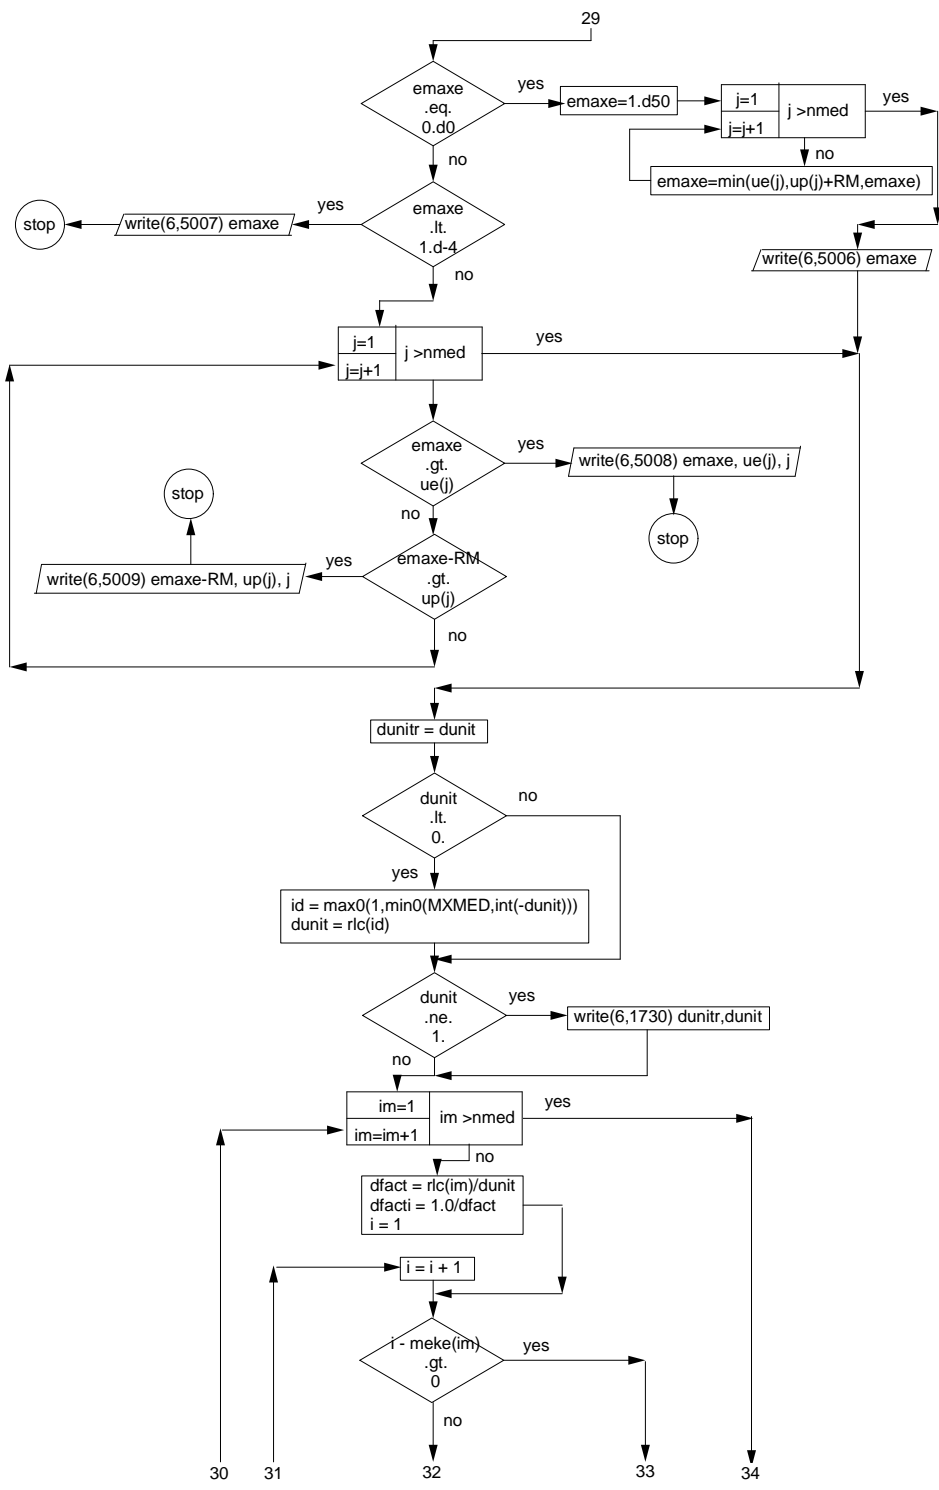 29
emaxe
.eq.
0.d0
yes
emaxe=1.d50
j=1
j=j+1
j >nmed
yes
no
emaxe=min(ue(j),up(j)+RM,emaxe)
no
emaxe
.lt.
1.d-4
yes
write(6,5007) emaxe
stop
no
write(6,5006) emaxe
j=1
j=j+1
j >nmed
yes
emaxe
.gt.
ue(j)
yes
write(6,5008) emaxe, ue(j), j
stop
no
emaxe-RM
.gt.
up(j)
yes
write(6,5009) emaxe-RM, up(j), j
stop
no
dunitr = dunit
dunit
.lt.
0.
no
yes
id = max0(1,min0(MXMED,int(-dunit)))
dunit = rlc(id)
dunit
.ne.
1.
yes
write(6,1730) dunitr,dunit
no
im=1
im=im+1
im >nmed
yes
no
dfact = rlc(im)/dunit
dfacti = 1.0/dfact
i = 1
i = i + 1
i - meke(im)
.gt.
0
yes
no
30
31
32
33
34